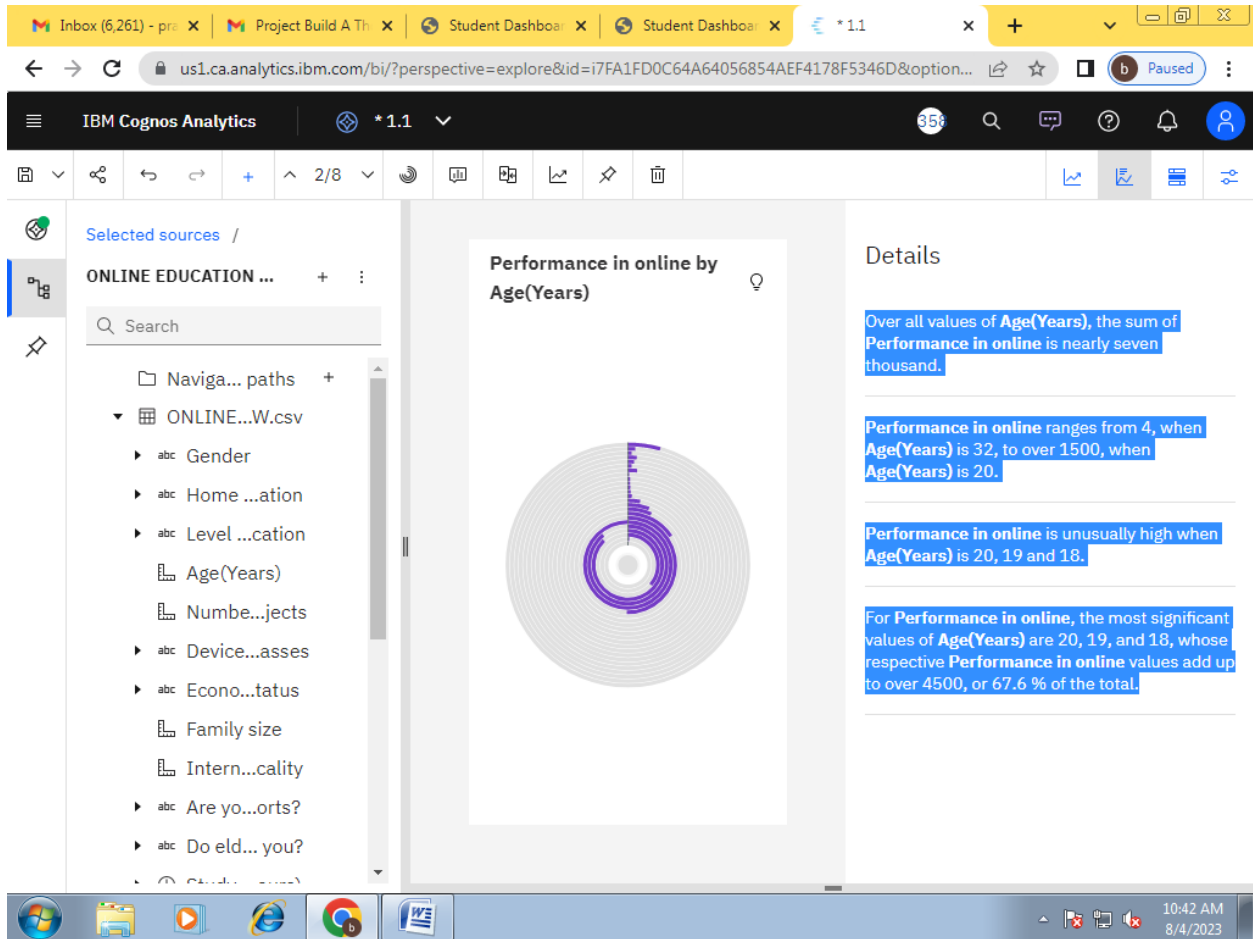 Inbox (6,261) - pra
Project Build A Th
Student Dashboar
Student Dashboar
* 1.1
us1.ca.analytics.ibm.com/bi/?perspective=explore&id=i7FA1FD0C64A64056854AEF4178F5346D&option...
b
Paused
IBM Cognos Analytics
* 1.1
358
2/8
Selected sources /
ONLINE EDUCATION ...
Search
Naviga... paths
ONLINE...W.csv
abc Gender
abc Home ...ation
abc Level ...cation
Age(Years)
Numbe...jects
abc Device...asses
abc Econo...tatus
Family size
Intern...cality
abc Are yo...orts?
abc Do eld... you?
Performance in online by
Age(Years)
Details
Over all values of Age(Years), the sum of
Performance in online is nearly seven
thousand.
Performance in online ranges from 4, when
Age(Years) is 32, to over 1500, when
Age(Years) is 20.
Performance in online is unusually high when
Age(Years) is 20, 19 and 18.
For Performance in online, the most significant
values of Age(Years) are 20, 19, and 18, whose
respective Performance in online values add up
to over 4500, or 67.6 % of the total.
10:42 AM
8/4/2023